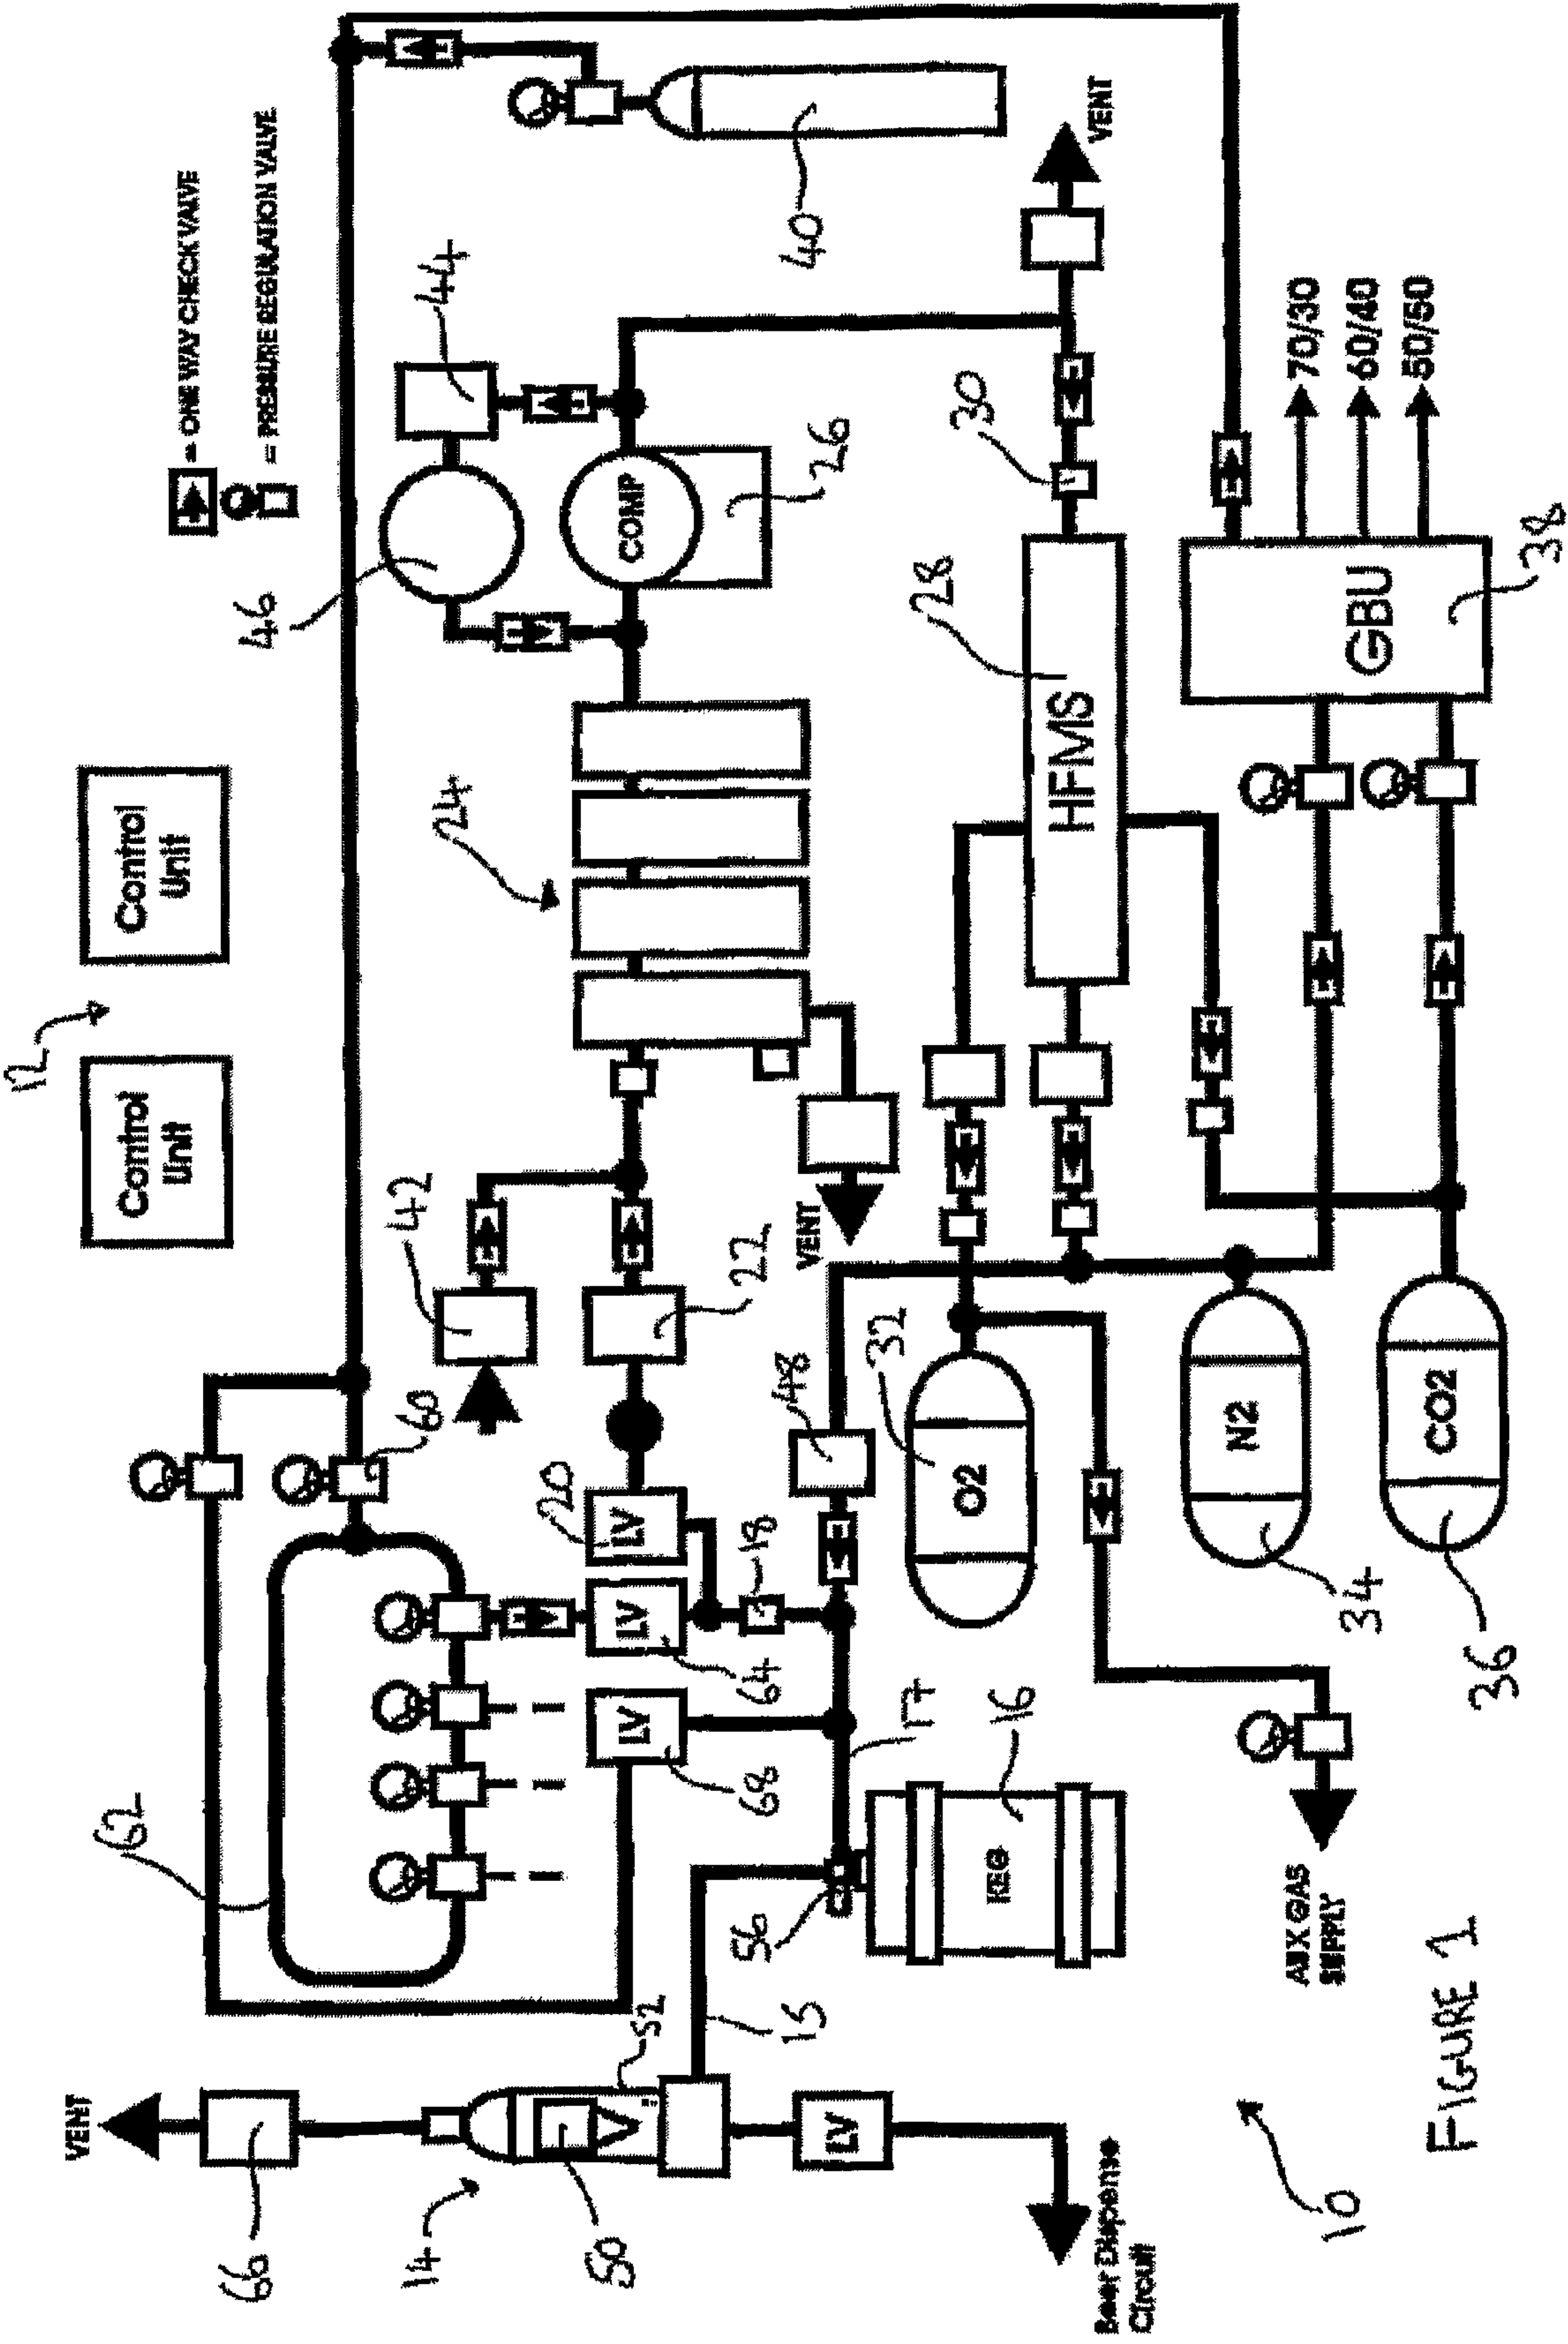 12
VENT
Control
Unit
Control
Unit
= ONE WAY CHECK VALVE
= PRESSURE REGULATION VALVE
62
66
46
14
60
42
44
24
20
50
52
LV
LV
LV
COMP
56
68
64
18
22
15
48
VENT
40
26
LV
32
17
28
30
O2
KEG
16
HFMS
VENT
Beer Dispense
Circuit
N2
AUX GAS
SUPPLY
70/30
60/40
50/50
10
34
GBU
CO2
36
38
FIGURE 1